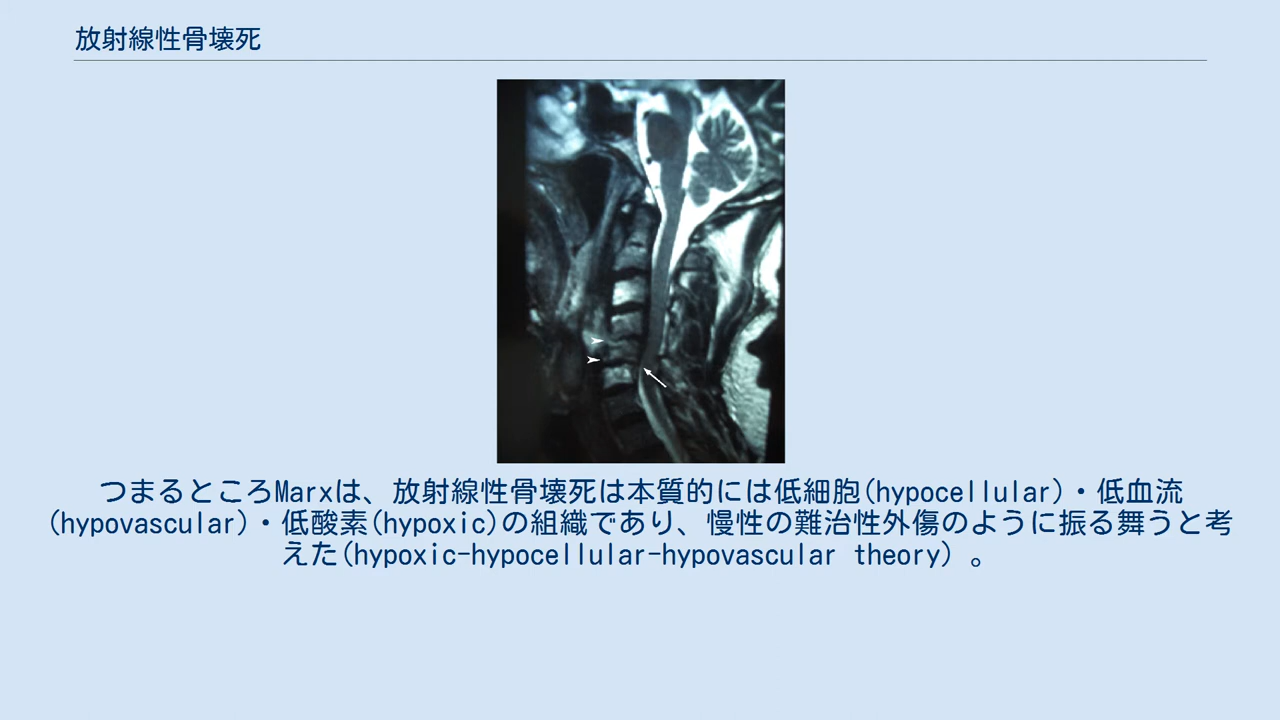 放射線性骨壊死
つまるところMarxは、放射線性骨壊死は本質的には低細胞(hypocellular)・低血流
(hypovascular)・低酸素(hypoxic)の組織であり、慢性の難治性外傷のように振る舞うと考
えた(hypoxic-hypocellular-hypovascular theory) 。